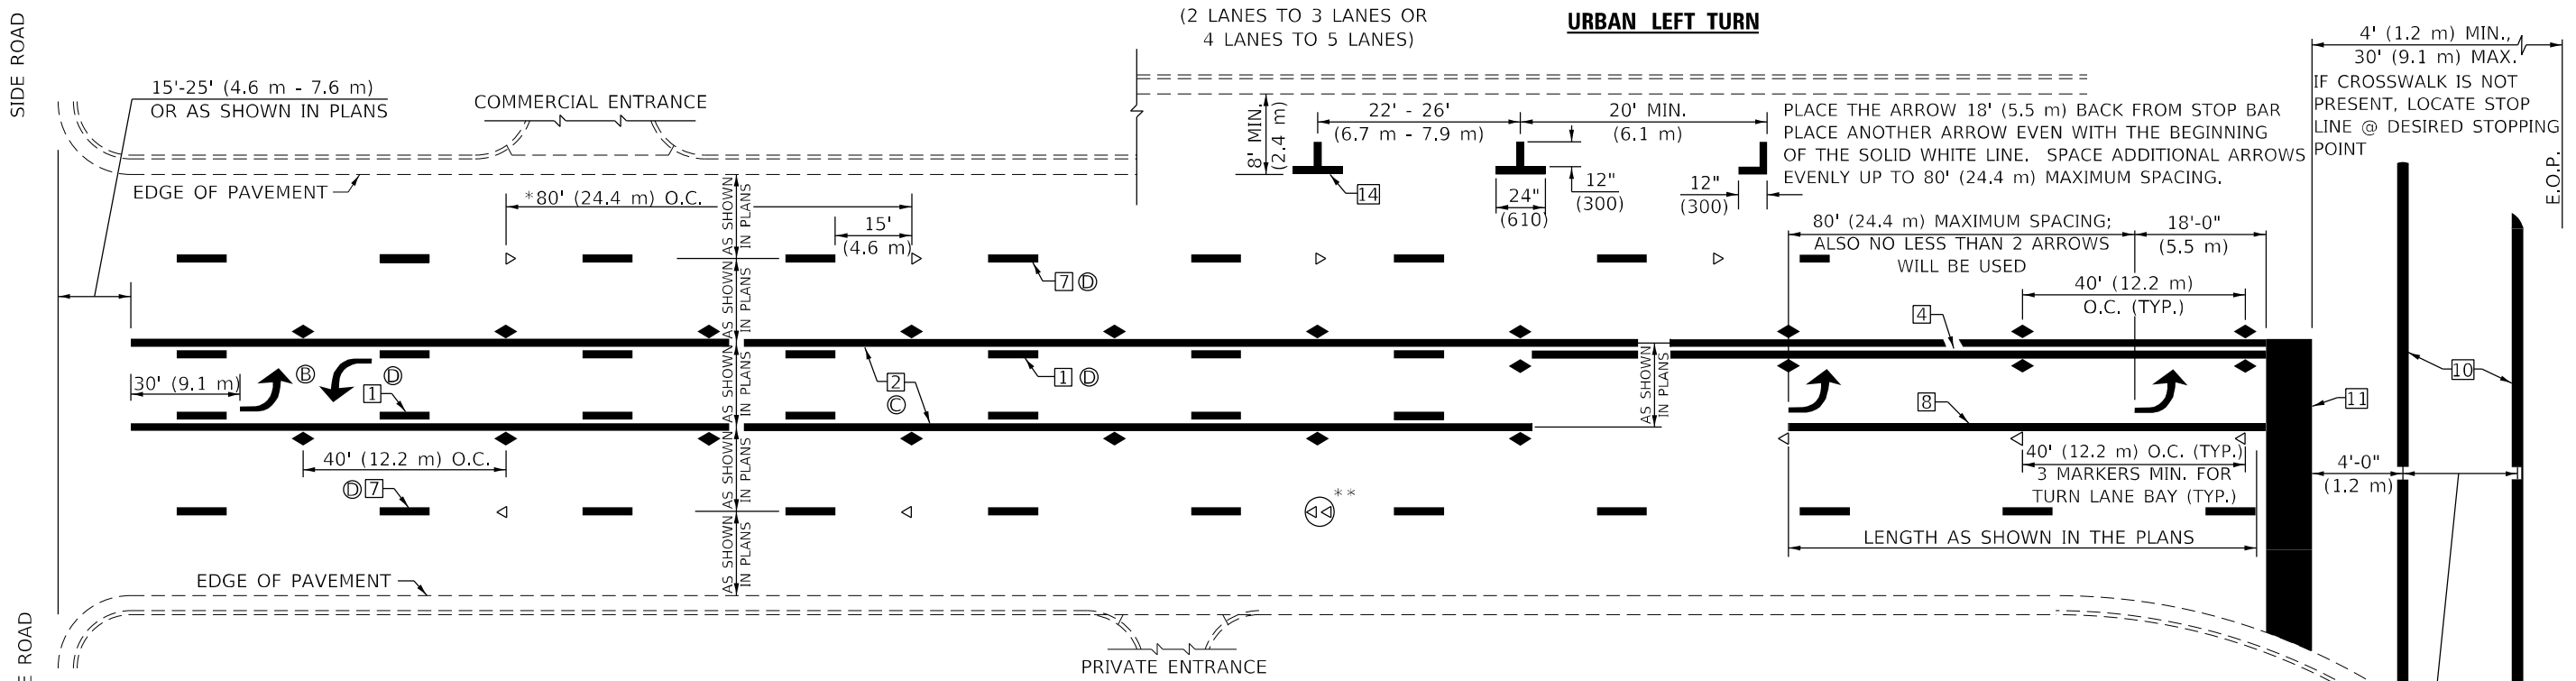 SIDE ROAD
(2 LANES TO 3 LANES OR
4 LANES TO 5 LANES)
URBAN LEFT TURN
4' (1.2 m) MIN.,
30' (9.1 m) MAX.
IF CROSSWALK IS NOT
PRESENT, LOCATE STOP
LINE @ DESIRED STOPPING
POINT
E.O.P.
15'-25' (4.6 m - 7.6 m)
OR AS SHOWN IN PLANS
COMMERCIAL ENTRANCE
8' MIN.
(2.4 m)
22' - 26'
(6.7 m - 7.9 m)
20' MIN.
(6.1 m)
PLACE THE ARROW 18' (5.5 m) BACK FROM STOP BAR
PLACE ANOTHER ARROW EVEN WITH THE BEGINNING
OF THE SOLID WHITE LINE. SPACE ADDITIONAL ARROWS
EVENLY UP TO 80' (24.4 m) MAXIMUM SPACING.
EDGE OF PAVEMENT
14
24"
(610)
12"
(300)
12"
(300)
*80' (24.4 m) O.C.
15'
(4.6 m)
AS SHOWN
IN PLANS
80' (24.4 m) MAXIMUM SPACING;
ALSO NO LESS THAN 2 ARROWS
WILL BE USED
18'-0"
(5.5 m)
7 D
AS SHOWN
IN PLANS
40' (12.2 m)
O.C. (TYP.)
4
30' (9.1 m)
B
D
1
AS SHOWN
IN PLANS
2
C
1 D
AS SHOWN
IN PLANS
8
11
10
40' (12.2 m) O.C.
D 7
AS SHOWN
IN PLANS
**
40' (12.2 m) O.C. (TYP.)
3 MARKERS MIN. FOR
TURN LANE BAY (TYP.)
4'-0"
(1.2 m)
LENGTH AS SHOWN IN THE PLANS
AS SHOWN
IN PLANS
EDGE OF PAVEMENT
E ROAD
PRIVATE ENTRANCE